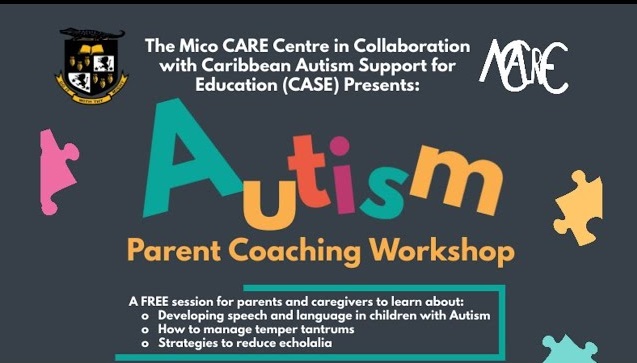 The Mico CARE Centre in Collaboration
with Caribbean Autism Support for
Education (CASE) Presents:
MCARE
Autism
Parent Coaching Workshop
A FREE session for parents and caregivers to learn about:
o Developing speech and language in children with Autism
o How to manage temper tantrums
o Strategies to reduce echolalia